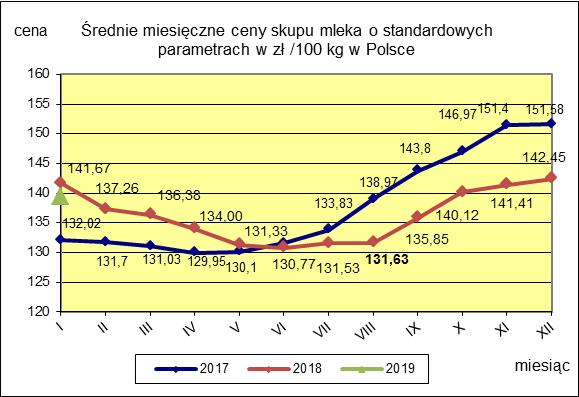 cena
Średnie miesięczne ceny skupu mleka o standardowych
parametrach w zł /100 kg w Polsce
160
155
150
145
140
135
130
125
120
141,67
137,26
136,38
134,00
131,33
133,83
138,97
143,8
146,97
151,4
151,58
132,02
131,7
131,03
129,95
130,1
130,77
131,53
131,63
135,85
140,12
141,41
142,45
I
II
III
IV
V
VI
VII
VIII
IX
X
XI
XII
2017
2018
2019
miesiąc